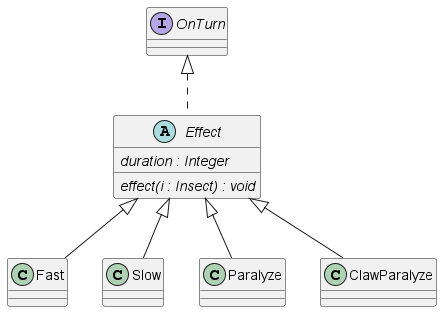 I OnTurn
A Effect
duration : Integer
effect(i : Insect) : void
C Fast
C Slow
C Paralyze
C ClawParalyze